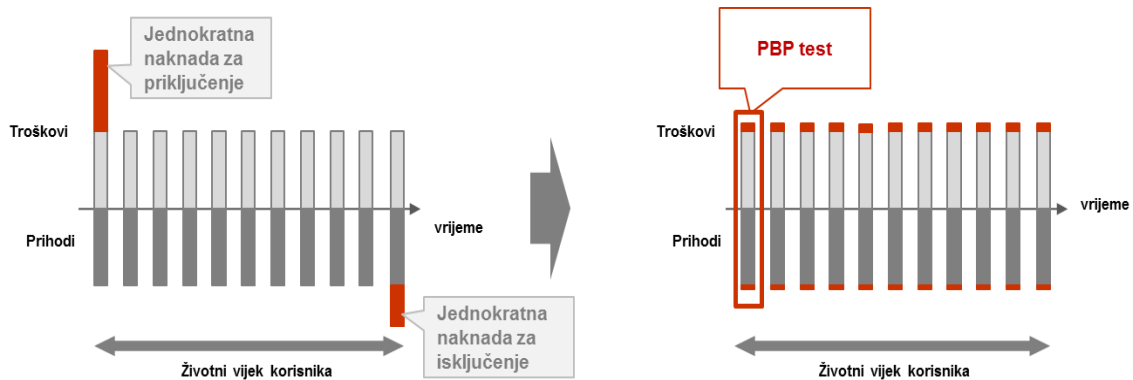 Jednokratna
naknada za
priključenje
Troškovi
Prihodi
vrijeme
Jednokratna
naknada za
isključenje
Životni vijek korisnika
PBP test
Troškovi
Prihodi
vrijeme
Životni vijek korisnika